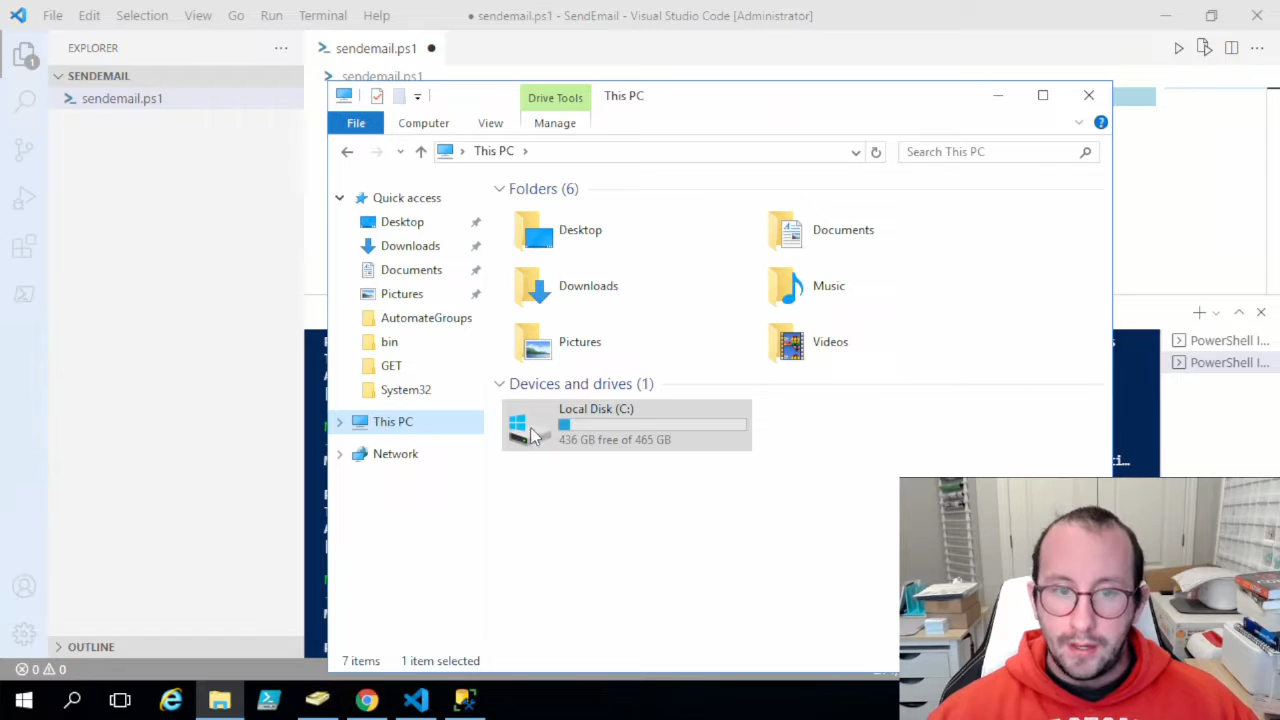 File Edit Selection View Go Run Terminal Help
● sendemail.ps1 - SendEmail - Visual Studio Code [Administrator]
EXPLORER
sendemail.ps1 ●
SENDEMAIL
sendemail.ps1
sendemail.ps1
1
Drive Tools
This PC
File
Computer
View
Manage
This PC
Search This PC
Quick access
Desktop
Downloads
Documents
Pictures
AutomateGroups
bin
GET
System32
This PC
Network
Folders (6)
Desktop
Documents
Downloads
Music
Pictures
Videos
Devices and drives (1)
Local Disk (C:)
436 GB free of 465 GB
7 items
1 item selected
PowerShell I...
PowerShell I...
OUTLINE
0
0